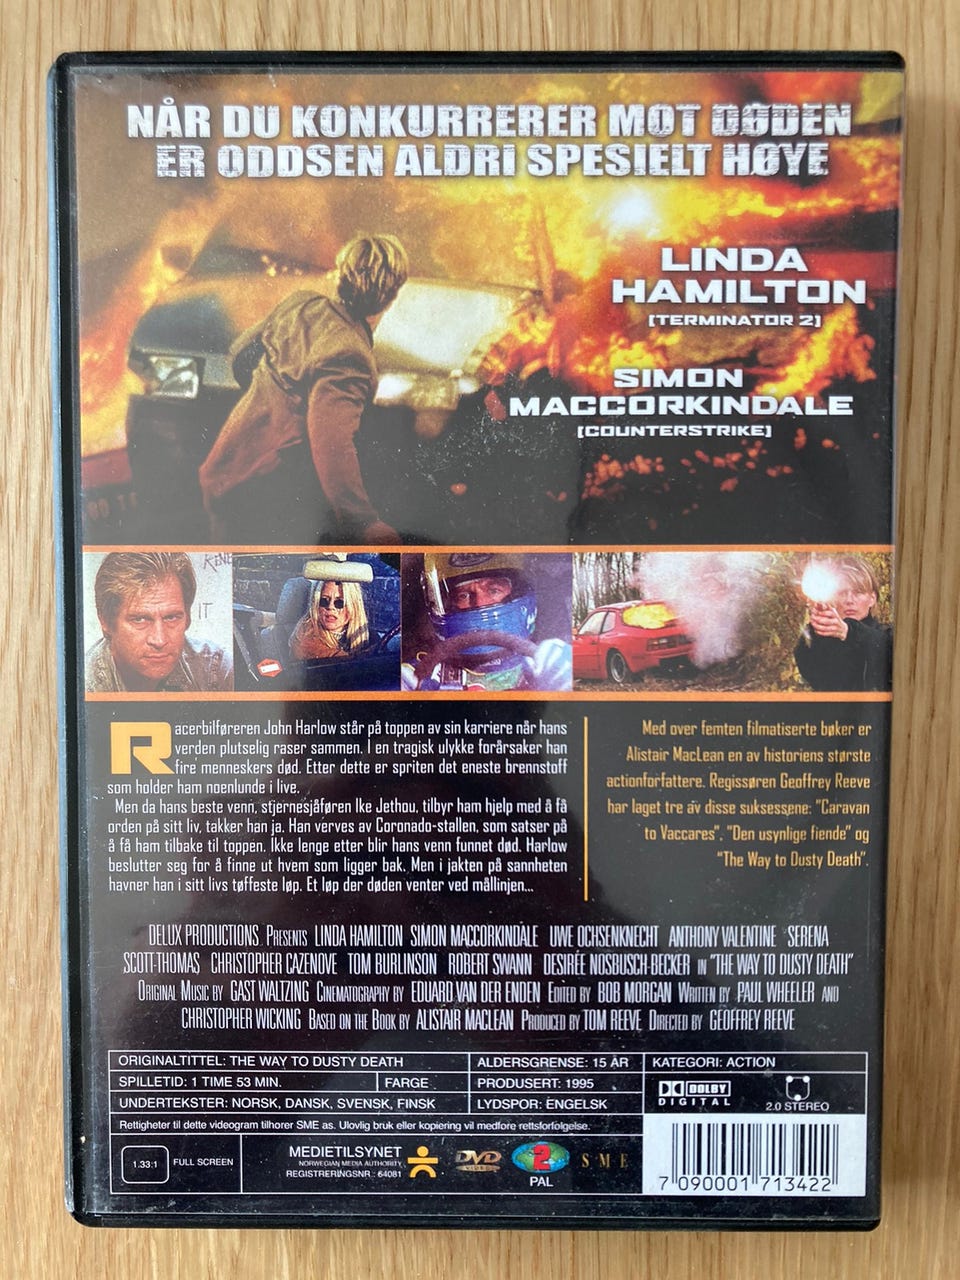 NÅR DU KONKURRERER MOT DØDEN
ER ODDSEN ALDRI SPESIELT HØYE
LINDA
HAMILTON
[TERMINATOR 2]
SIMON
MACCORKINDALE
[COUNTERSTRIKE]
IT
Racerbilføreren John Harlow står på toppen av sin karriere når hans
verden plutselig raser sammen. I en tragisk ulykke forårsaker han
fire menneskers død. Etter dette er spriten det eneste brennstoff
som holder ham noenlunde i live.
Men da hans beste venn, stjernesjåføren Ike Jethou, tilbyr ham hjelp med å få
orden på sitt liv, takker han ja. Han verves av Coronado-stallen, som satser på
å få ham tilbake til toppen. Ikke lenge etter blir hans venn funnet død. Harlow
beslutter seg for å finne ut hvem som ligger bak. Men i jakten på sannheten
havner han i sitt livs tøffeste løp. Et løp der døden venter ved mållinjen...
Med over femten filmatiserte bøker er
Alistair MacLean en av historiens største
actionforfattere. Regissøren Geoffrey Reeve
har laget tre av disse suksessene: "Caravan
to Vaccares", "Den usynlige fiende" og
"The Way to Dusty Death".
DELUX PRODUCTIONS PRESENTS LINDA HAMILTON SIMON MACCORKINDALE UWE OCHSENKNECHT ANTHONY VALENTINE SERENA
SCOTT-THOMAS CHRISTOPHER CAZENOVE TOM BURLINSON ROBERT SWANN DESIRÉE NOSBUSCH-BECKER IN "THE WAY TO DUSTY DEATH"
ORIGINAL MUSIC BY GAST WALTZING CINEMATOGRAPHY BY EDUARD VAN DER ENDEN EDITED BY BOB MORGAN WRITTEN BY PAUL WHEELER AND
CHRISTOPHER WICKING BASED ON THE BOOK BY ALISTAIR MACLEAN PRODUCED BY TOM REEVE DIRECTED BY GEOFFREY REEVE
ORIGINALTITTEL: THE WAY TO DUSTY DEATH
ALDERSGRENSE: 15 ÅR
KATEGORI: ACTION
SPILLETID: 1 TIME 53 MIN.
FARGE
PRODUSERT: 1995
UNDERTEKSTER: NORSK, DANSK, SVENSK, FINSK
LYDSPOR: ENGELSK
DOLBY
DIGITAL
2.0 STEREO
Rettigheter til dette videogram tilhører SME as. Ulovlig bruk eller kopiering vil medføre rettsforfølgelse.
1.33:1
FULL SCREEN
MEDIETILSYNET
NORWEGIAN MEDIA AUTHORITY
REGISTRERINGSNR.: 64081
DVD
VIDEO
2
PAL
SME
7 090001 713422